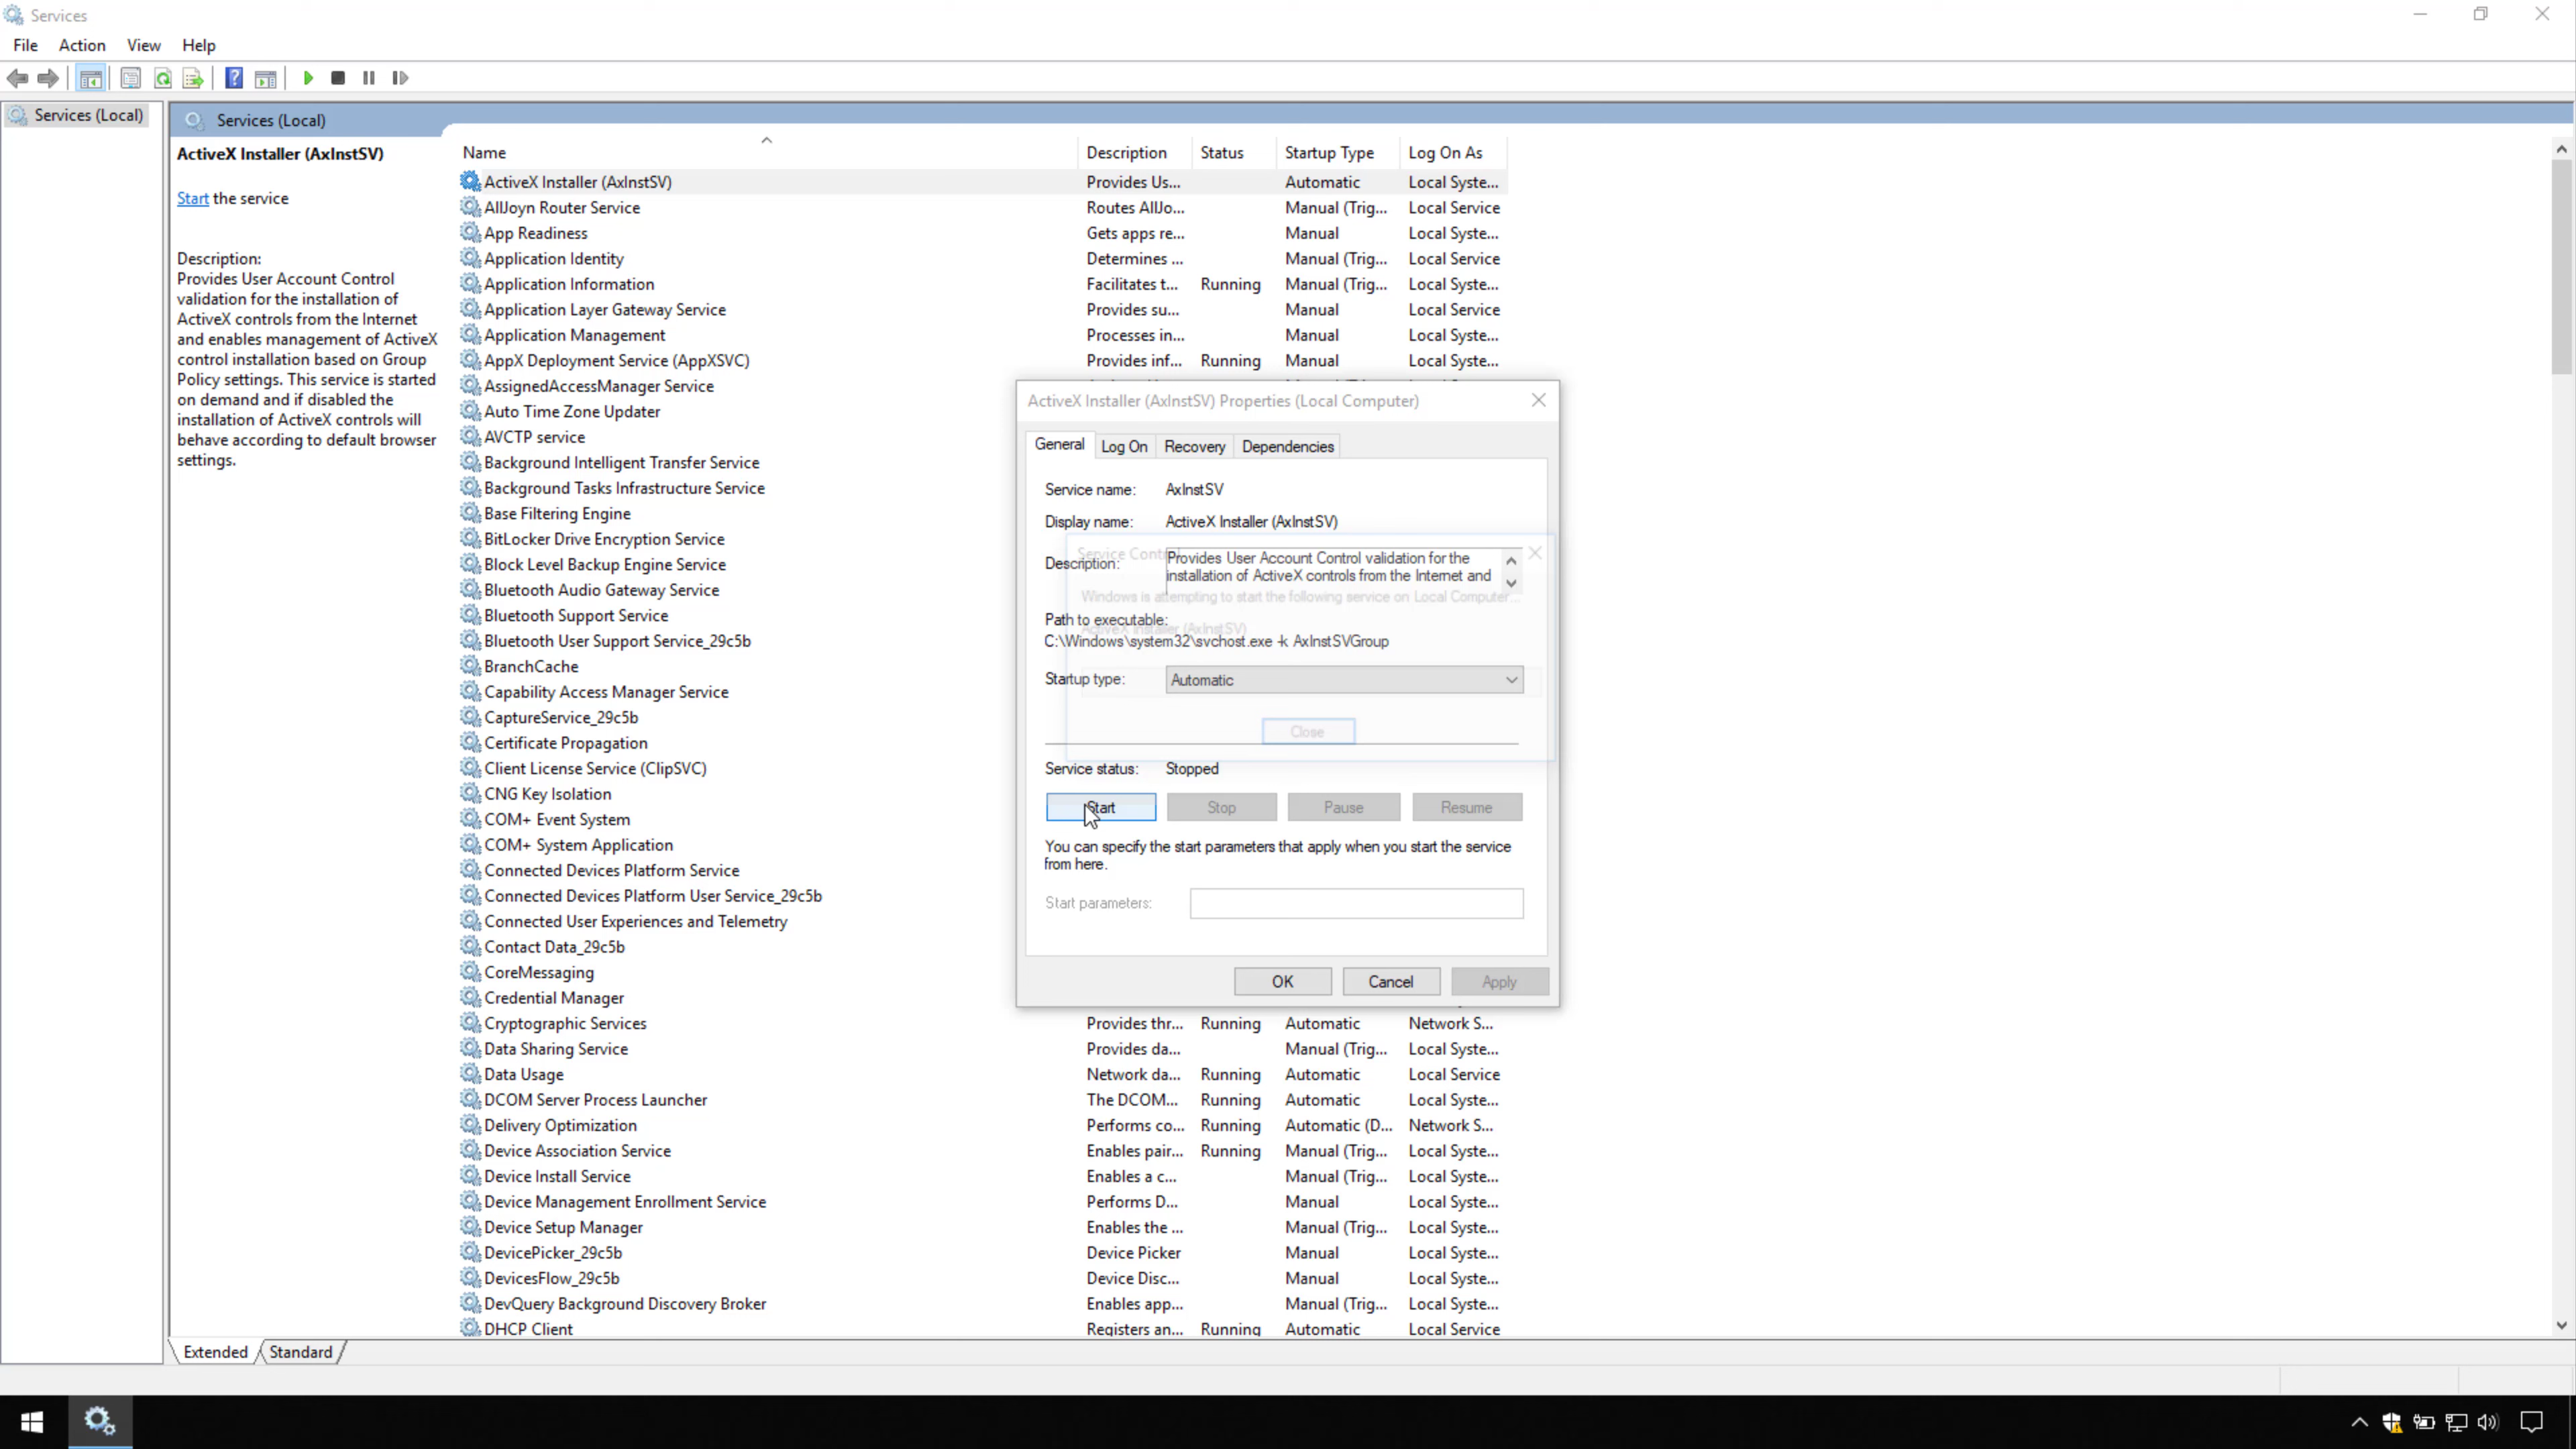 Services
File Action View Help
Services (Local)
Services (Local)
ActiveX Installer (AxInstSV)
Start the service
Description:
Provides User Account Control
validation for the installation of
ActiveX controls from the Internet
and enables management of ActiveX
control installation based on Group
Policy settings. This service is started
on demand and if disabled the
installation of ActiveX controls will
behave according to default browser
settings.
Name Description Status Startup Type Log On As
ActiveX Installer (AxInstSV) Provides Us... Automatic Local Syste...
AllJoyn Router Service Routes AllJo... Manual (Trig... Local Service
App Readiness Gets apps re... Manual Local Syste...
Application Identity Determines ... Manual (Trig... Local Service
Application Information Facilitates t... Running Manual (Trig... Local Syste...
Application Layer Gateway Service Provides su... Manual Local Service
Application Management Processes in... Manual Local Syste...
AppX Deployment Service (AppXSVC) Provides inf... Running Manual Local Syste...
AssignedAccessManager Service
Auto Time Zone Updater
AVCTP service
Background Intelligent Transfer Service
Background Tasks Infrastructure Service
Base Filtering Engine
BitLocker Drive Encryption Service
Block Level Backup Engine Service
Bluetooth Audio Gateway Service
Bluetooth Support Service
Bluetooth User Support Service_29c5b
BranchCache
Capability Access Manager Service
CaptureService_29c5b
Certificate Propagation
Client License Service (ClipSVC)
CNG Key Isolation
COM+ Event System
COM+ System Application
Connected Devices Platform Service
Connected Devices Platform User Service_29c5b
Connected User Experiences and Telemetry
Contact Data_29c5b
CoreMessaging
Credential Manager
Cryptographic Services Provides thr... Running Automatic Network S...
Data Sharing Service Provides da... Manual (Trig... Local Syste...
Data Usage Network da... Running Automatic Local Service
DCOM Server Process Launcher The DCOM... Running Automatic Local Syste...
Delivery Optimization Performs co... Running Automatic (D... Network S...
Device Association Service Enables pair... Running Manual (Trig... Local Syste...
Device Install Service Enables a c... Manual (Trig... Local Syste...
Device Management Enrollment Service Performs D... Manual Local Syste...
Device Setup Manager Enables the ... Manual (Trig... Local Syste...
DevicePicker_29c5b Device Picker Manual Local Syste...
DevicesFlow_29c5b Device Disc... Manual Local Syste...
DevQuery Background Discovery Broker Enables app... Manual (Trig... Local Syste...
DHCP Client Registers an... Running Automatic Local Service
Extended Standard
ActiveX Installer (AxInstSV) Properties (Local Computer)
General Log On Recovery Dependencies
Service name: AxInstSV
Display name: ActiveX Installer (AxInstSV)
Service Control
Description: Provides User Account Control validation for the
installation of ActiveX controls from the Internet and
Windows is attempting to start the following service on Local Computer...
Path to executable:
ActiveX Installer (AxInstSV)
C:\Windows\system32\svchost.exe -k AxInstSVGroup
Startup type: Automatic
Close
Service status: Stopped
Start Stop Pause Resume
You can specify the start parameters that apply when you start the service
from here.
Start parameters:
OK Cancel Apply